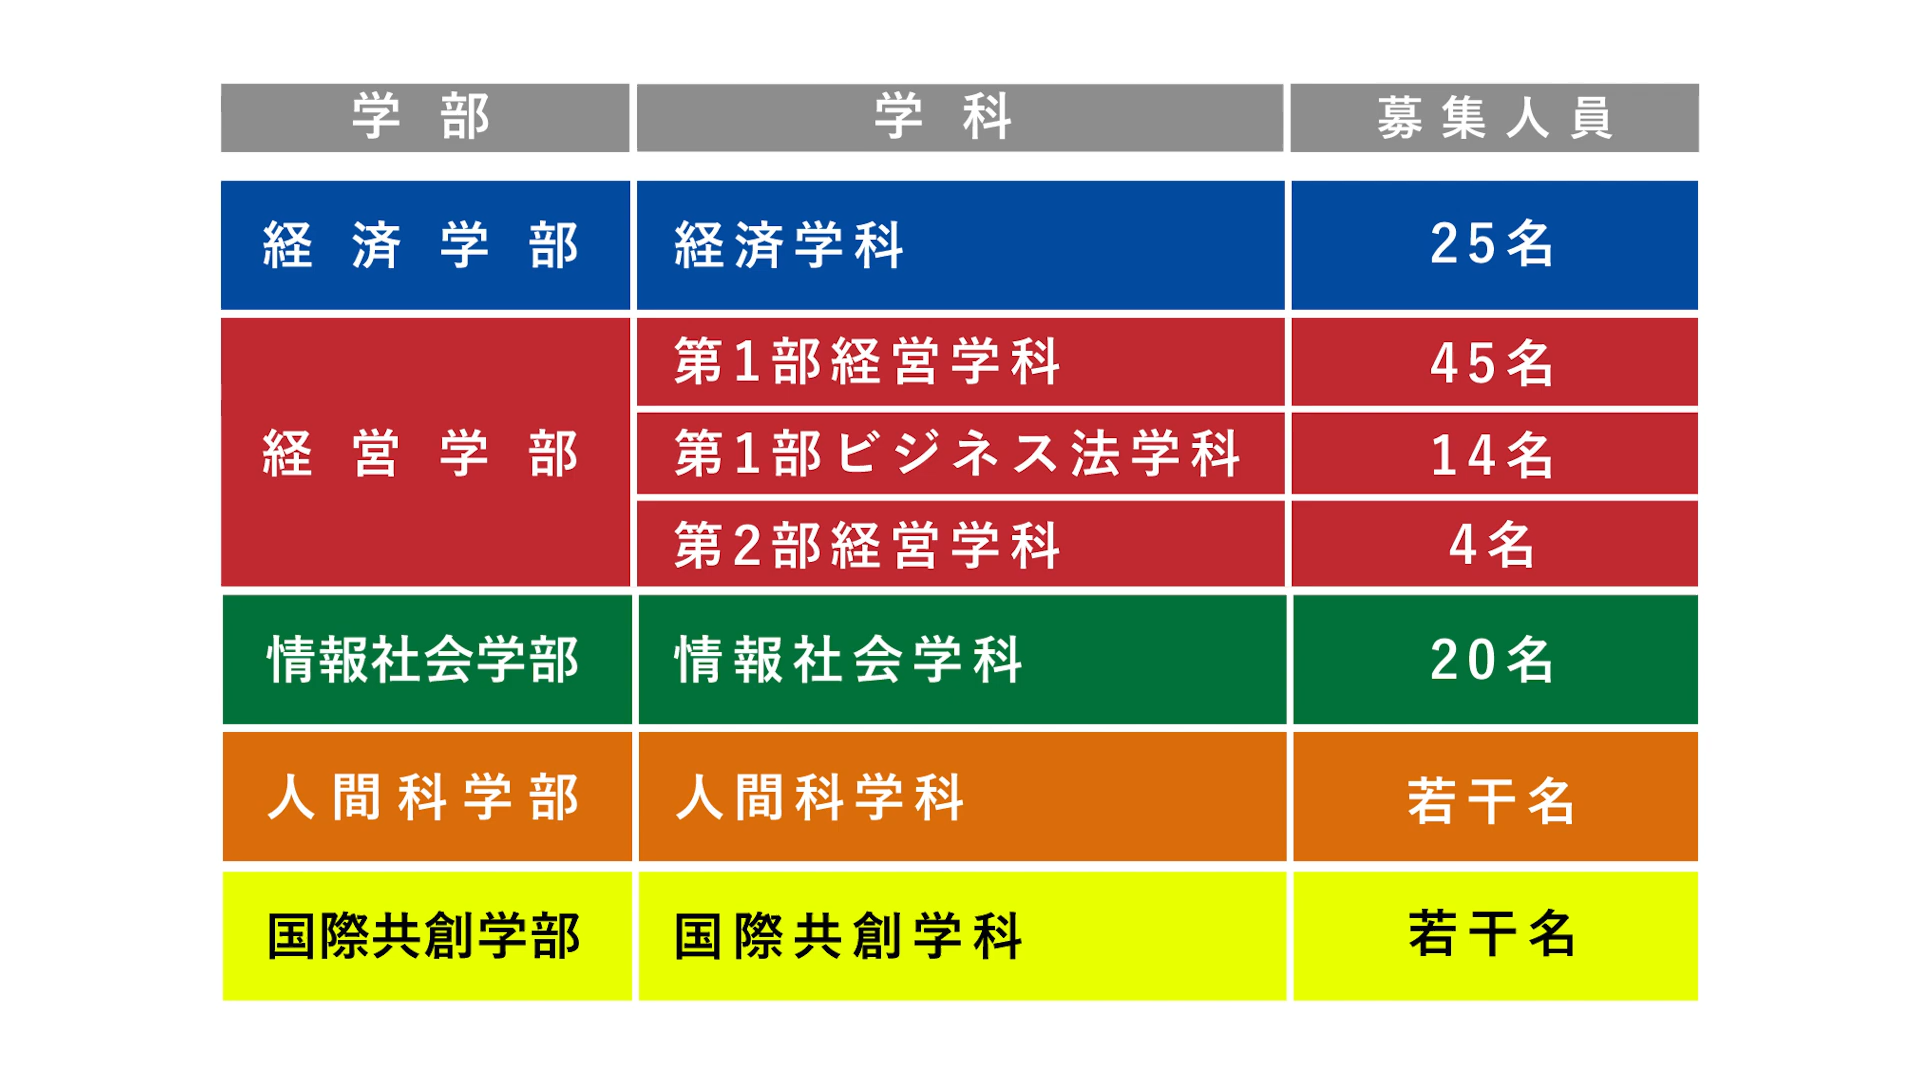 学部 学科 募集人員
経済学部 経済学科 25名
経営学部 第1部経営学科 45名
第1部ビジネス法学科 14名
第2部経営学科 4名
情報社会学部 情報社会学科 20名
人間科学部 人間科学科 若干名
国際共創学部 国際共創学科 若干名